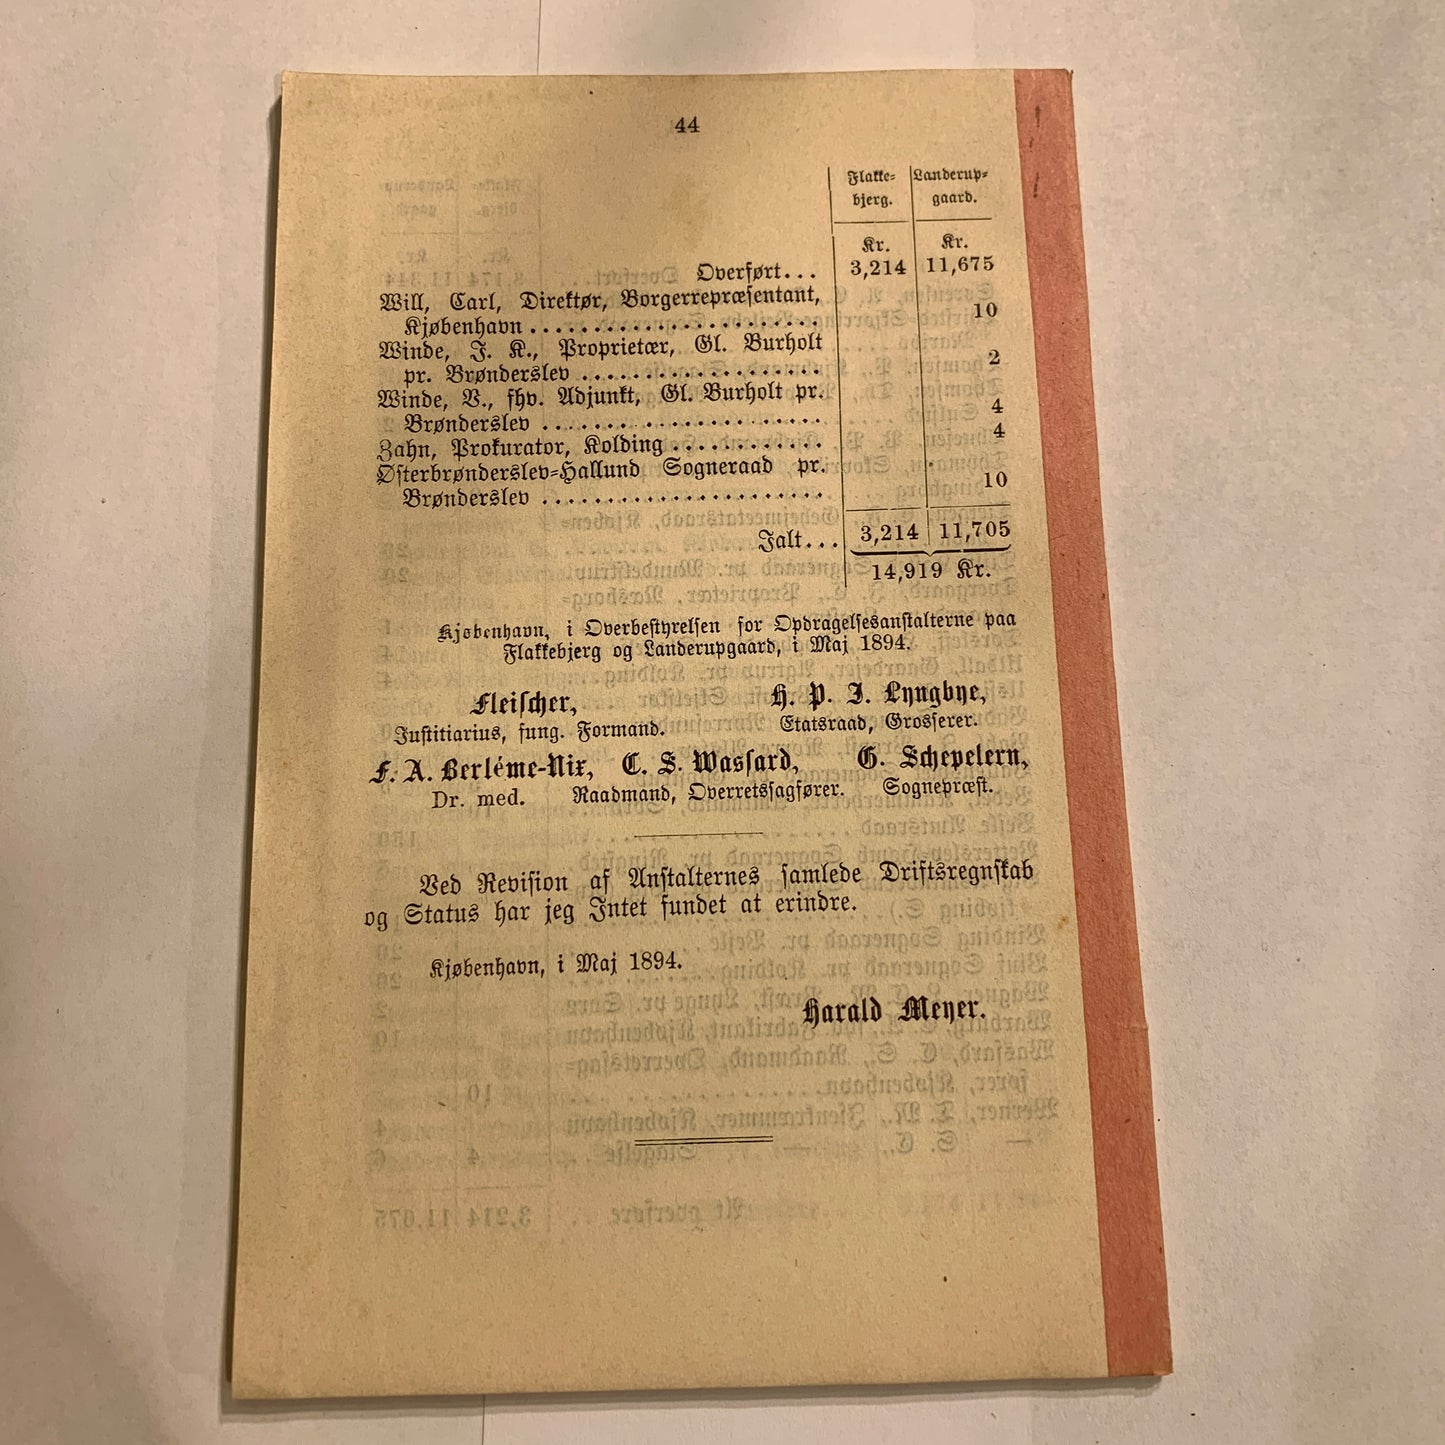 44
Flakke= Landerup=
bjerg. gaard.
Kr. Kr.
Overført... 3,214 11,675
Will, Carl, Direktør, Borgerrepræsentant,
Kjøbenhavn ...................... 10
Winde, J. K., Proprietær, Gl. Burholt
pr. Brønderslev .................. 2
Winde, V., fhv. Adjunkt, Gl. Burholt pr.
Brønderslev ...................... 4
Zahn, Prokurator, Kolding ............ 4
Østerbrønderslev=Hallund Sogneraad pr.
Brønderslev ...................... 10
Ialt... 3,214 11,705
14,919 Kr.
Kjøbenhavn, i Overbestyrelsen for Opdragelsesanstalterne paa
Flakkebjerg og Landerupgaard, i Maj 1894.
Fleischer, H. P. J. Lyngbye,
Justitiarius, fung. Formand. Etatsraad, Grosserer.
F. A. Berléme-Nix, C. S. Wassard, G. Schepelern,
Dr. med. Raadmand, Overretssagfører. Sognepræst.
Ved Revision af Anstalternes samlede Driftsregnskab
og Status har jeg Intet fundet at erindre.
Kjøbenhavn, i Maj 1894.
Harald Meyer.